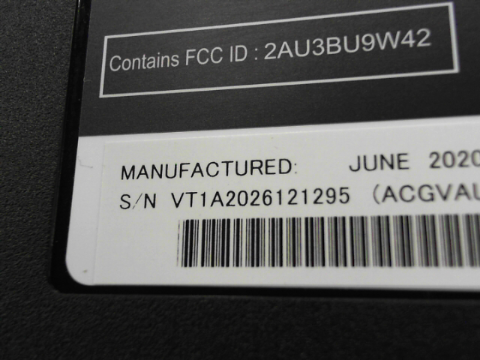 Contains FCC ID : 2AU3BU9W42
MANUFACTURED: JUNE 2020
S/N VT1A2026121295 (ACGVAU